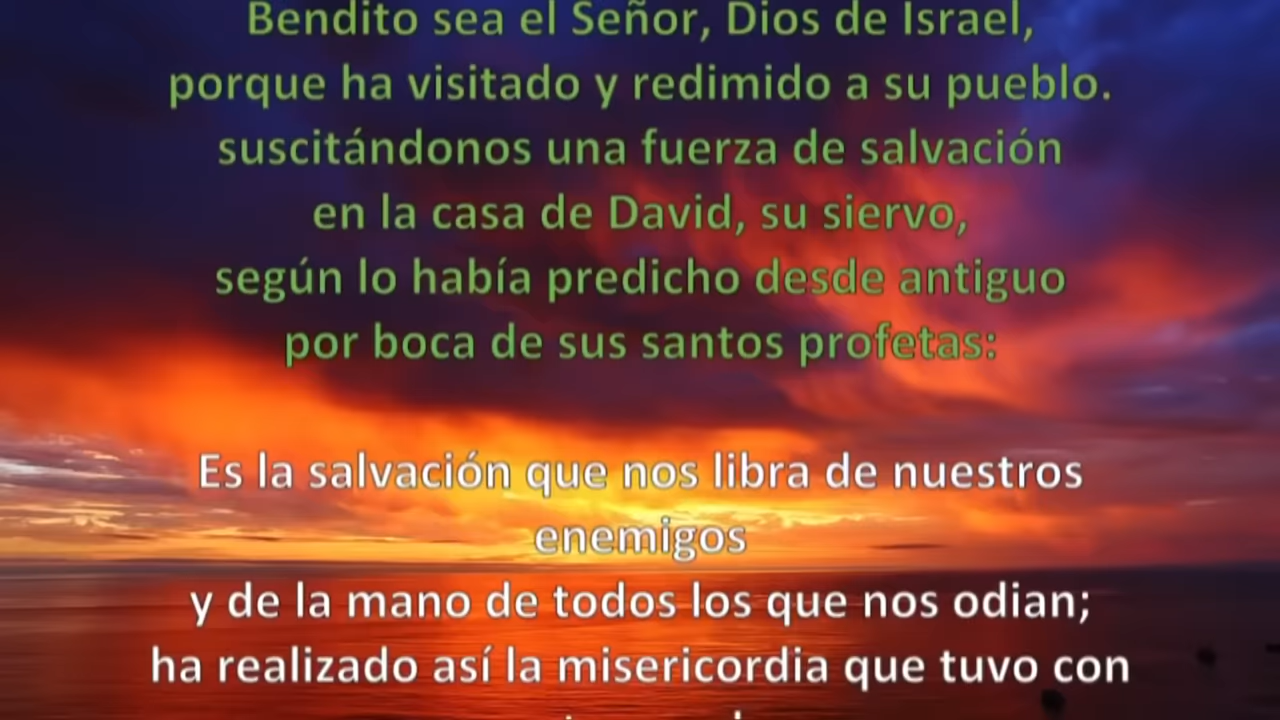 Bendito sea el Señor, Dios de Israel,
porque ha visitado y redimido a su pueblo.
suscitándonos una fuerza de salvación
en la casa de David, su siervo,
según lo había predicho desde antiguo
por boca de sus santos profetas:
Es la salvación que nos libra de nuestros
enemigos
y de la mano de todos los que nos odian;
ha realizado así la misericordia que tuvo con